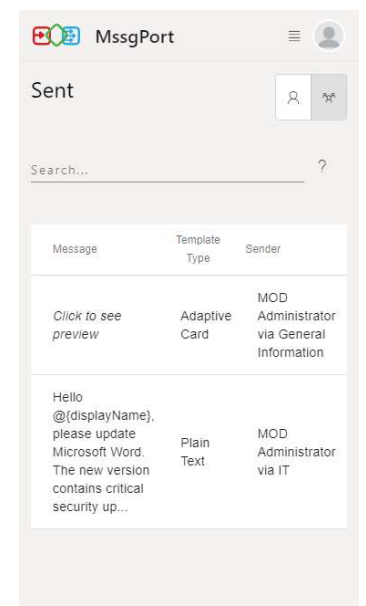 MssgPort
Sent
Search...
?
Message
Template
Type
Sender
Click to see
preview
Adaptive
Card
MOD
Administrator
via General
Information
Hello
@{displayName},
please update
Microsoft Word.
The new version
contains critical
security up...
Plain
Text
MOD
Administrator
via IT